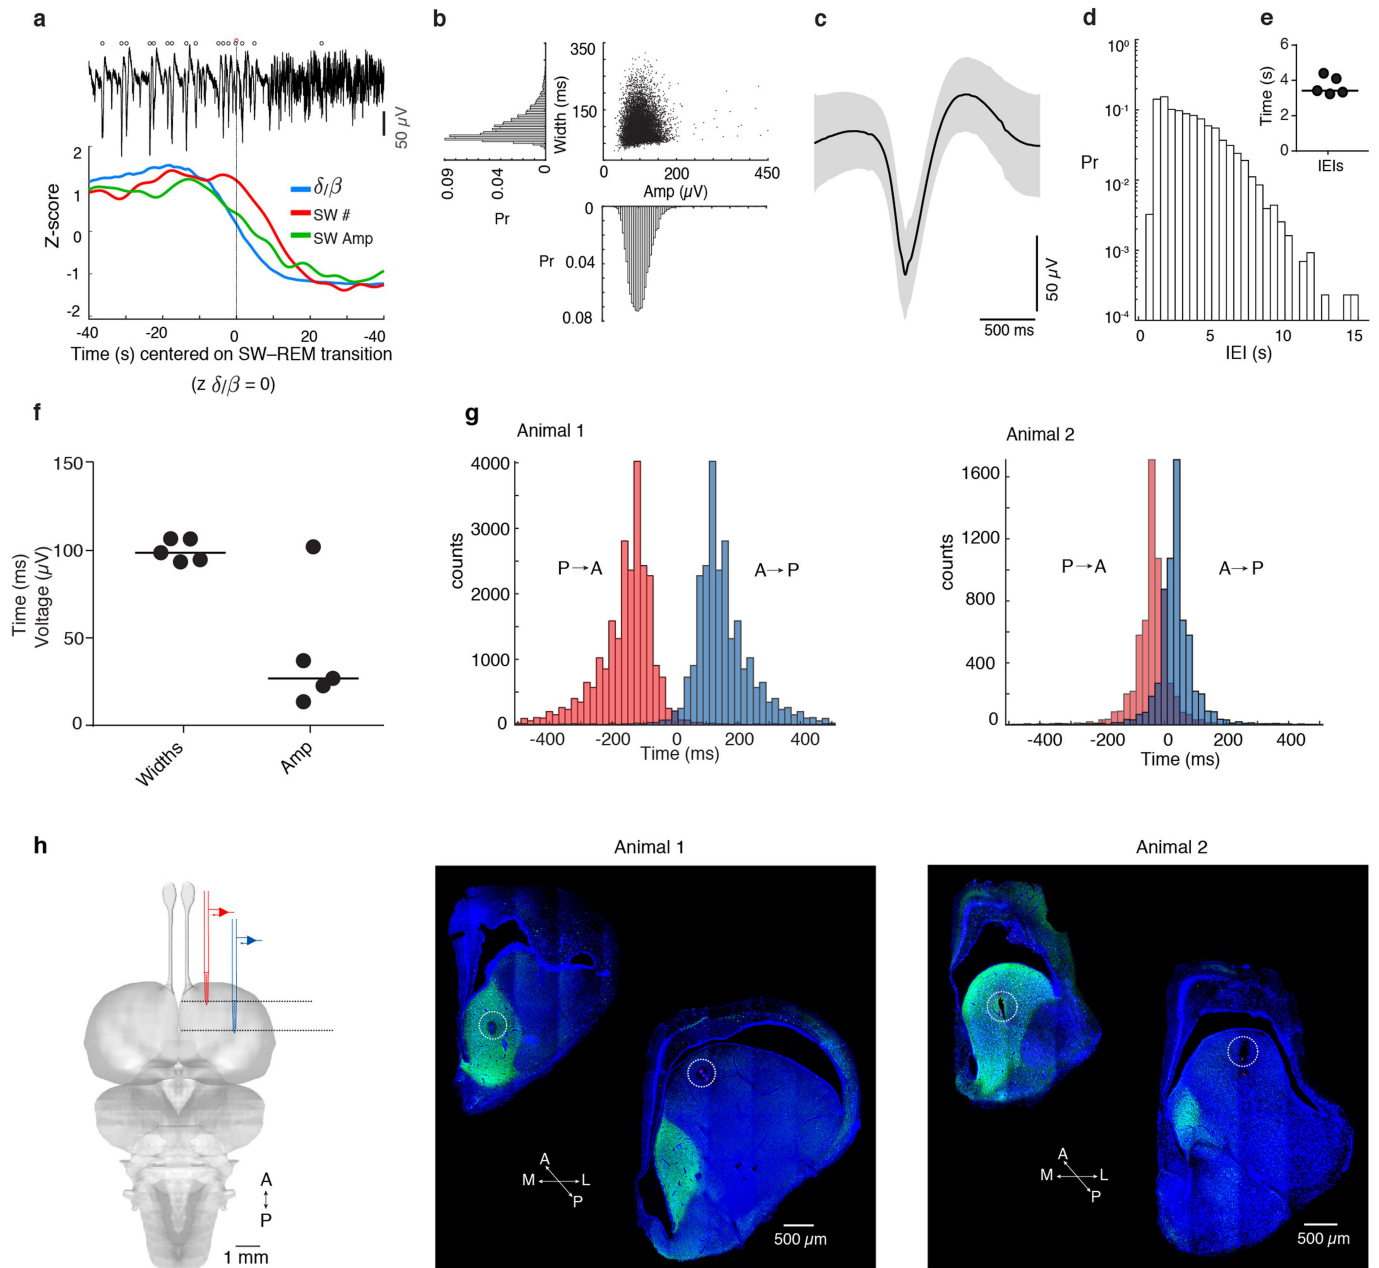 a
50 µV
2
1
0
-1
-2
Z-score
δ/β
SW #
SW Amp
-40
-20
0
20
-40
Time (s) centered on SW–REM transition
(z δ/β = 0)
b
350
150
Width (ms)
0.09
0.04
0
Pr
0
200
450
Amp (µV)
0
Pr 0.04
0.08
c
50 µV
500 ms
d
10⁰
10⁻¹
Pr
10⁻²
10⁻³
10⁻⁴
0
5
10
15
IEI (s)
e
6
4
2
0
Time (s)
IEIs
f
150
100
50
0
Time (ms)
Voltage (µV)
Widths
Amp
g
Animal 1
4000
3000
2000
1000
0
counts
P→A
A→P
-400
-200
0
200
400
Time (ms)
Animal 2
1600
1200
800
400
0
counts
P→A
A→P
-400
-200
0
200
400
Time (ms)
h
A
P
1 mm
Animal 1
A
M
L
P
500 µm
Animal 2
A
M
L
P
500 µm